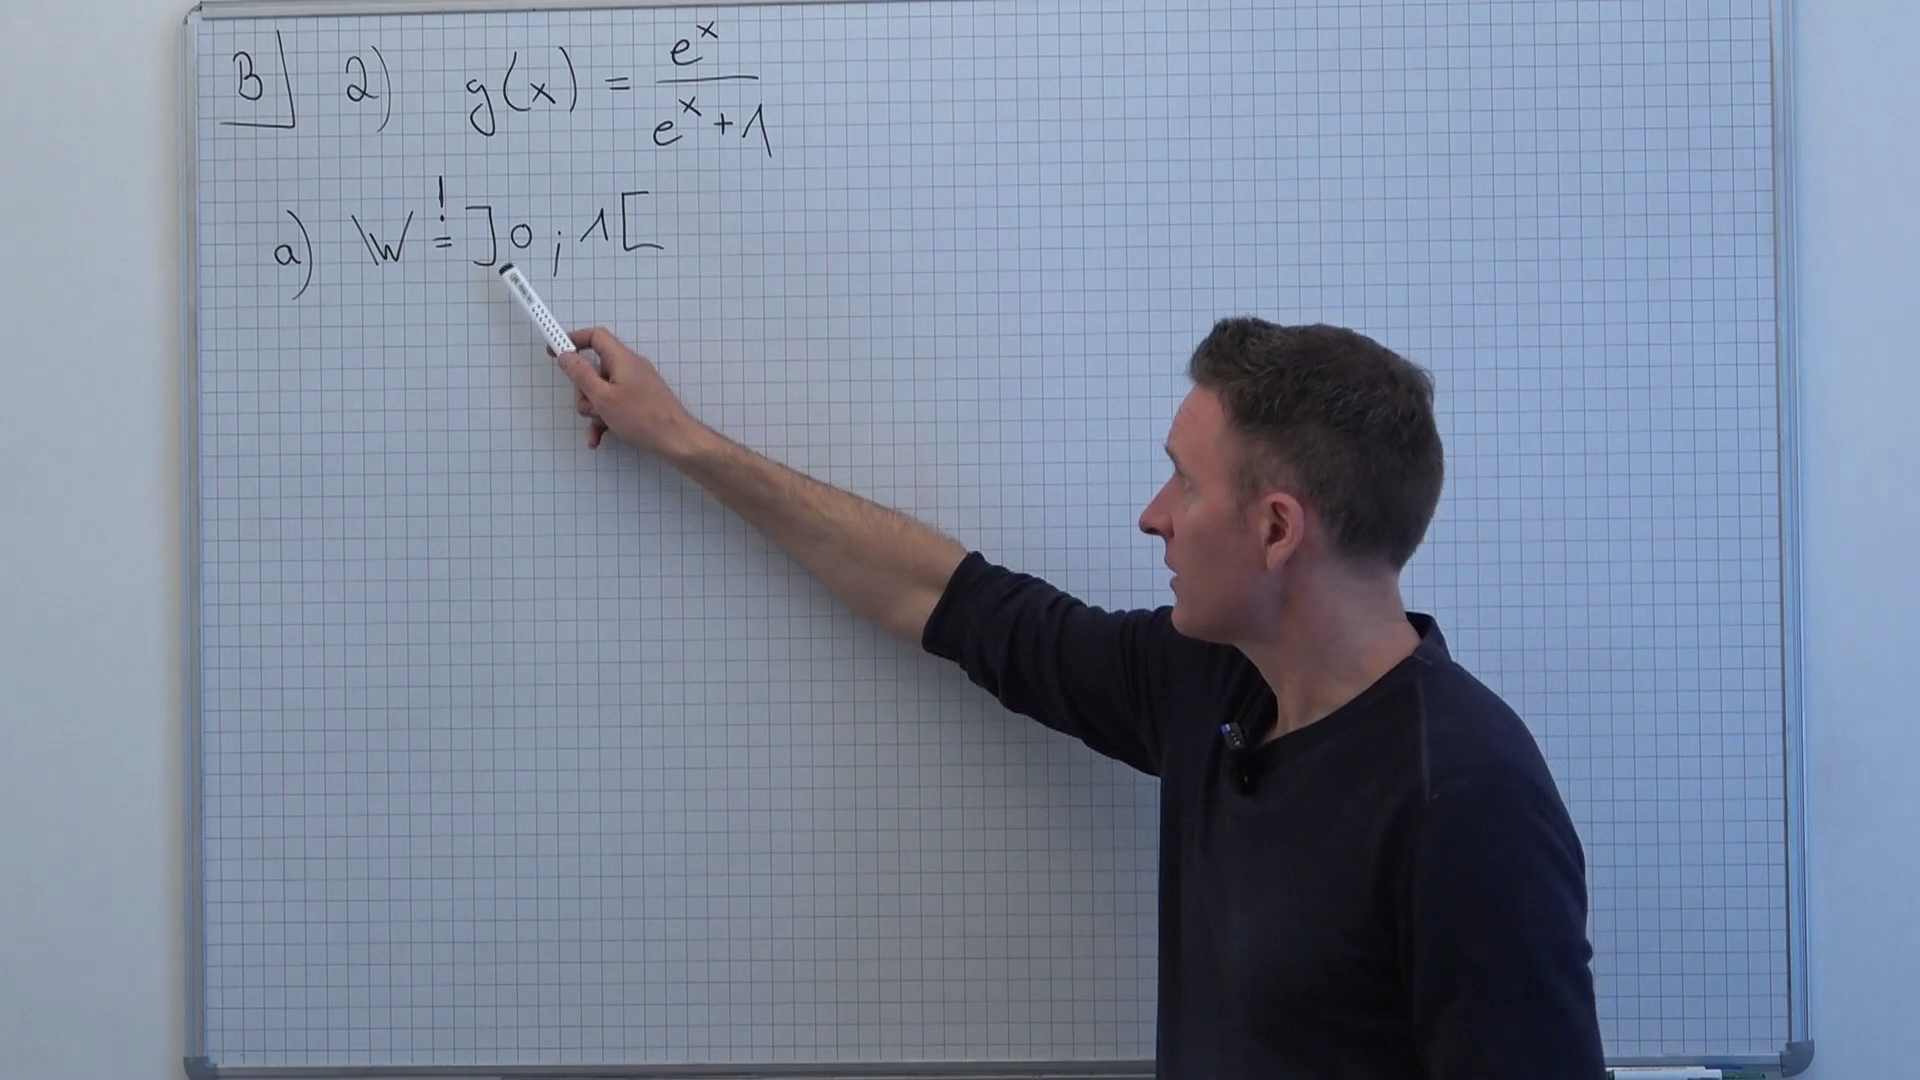 B 2) g(x) = e^x / (e^x + 1)
a) W != ]0 ; 1[